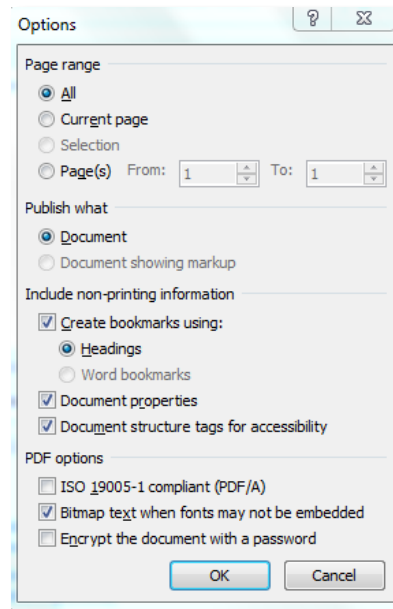 Options
Page range
All
Current page
Selection
Page(s) From: 1 To: 1
Publish what
Document
Document showing markup
Include non-printing information
Create bookmarks using:
Headings
Word bookmarks
Document properties
Document structure tags for accessibility
PDF options
ISO 19005-1 compliant (PDF/A)
Bitmap text when fonts may not be embedded
Encrypt the document with a password
OK Cancel